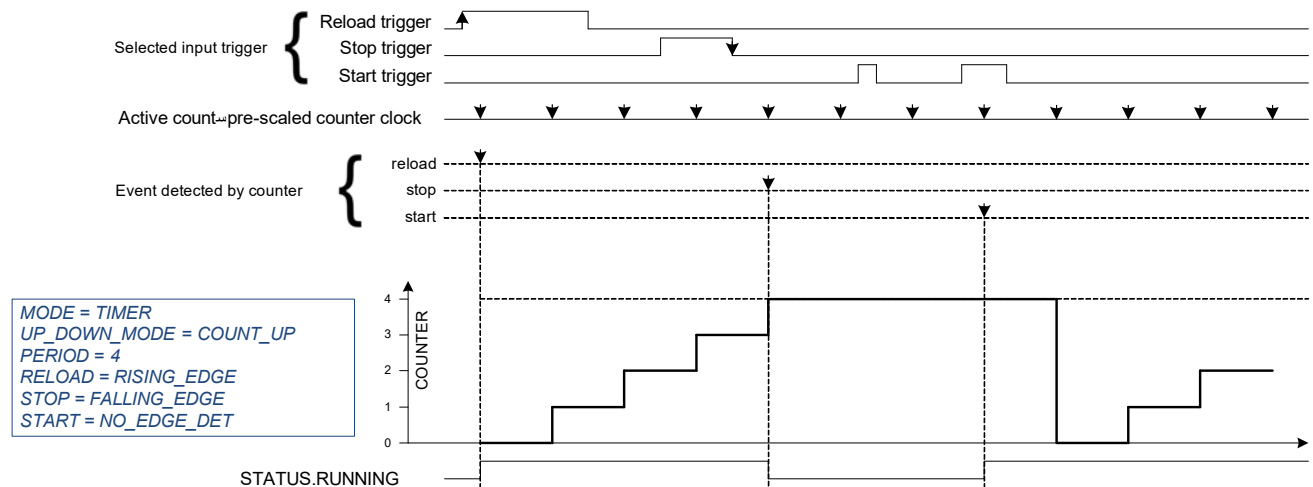 Reload trigger
Selected input trigger
Stop trigger
Start trigger
Active count pre-scaled counter clock
reload
Event detected by counter
stop
start
MODE = TIMER
UP_DOWN_MODE = COUNT_UP
PERIOD = 4
RELOAD = RISING_EDGE
STOP = FALLING_EDGE
START = NO_EDGE_DET
COUNTER
4
3
2
1
0
STATUS.RUNNING